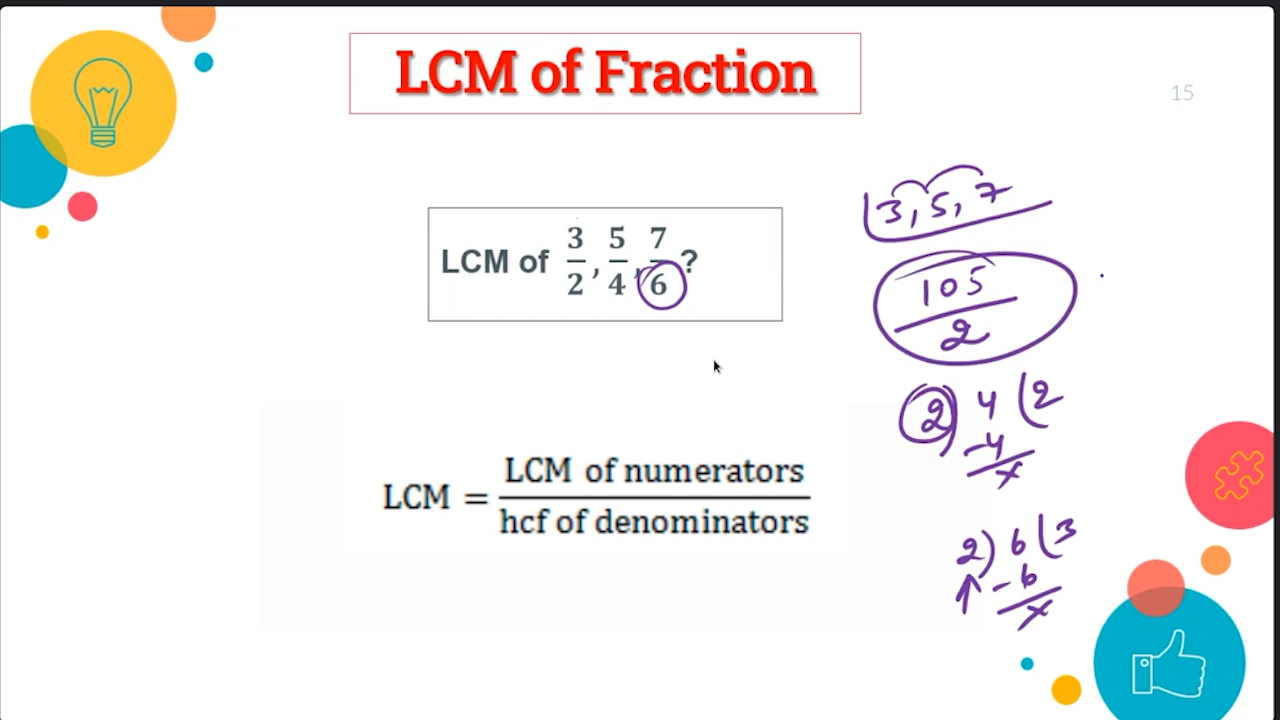 LCM of Fraction
15
LCM of 3/2, 5/4, 7/6 ?
LCM = LCM of numerators / hcf of denominators
3, 5, 7
105
2
2) 4 (2
-4
x
2) 6 (3
-6
x